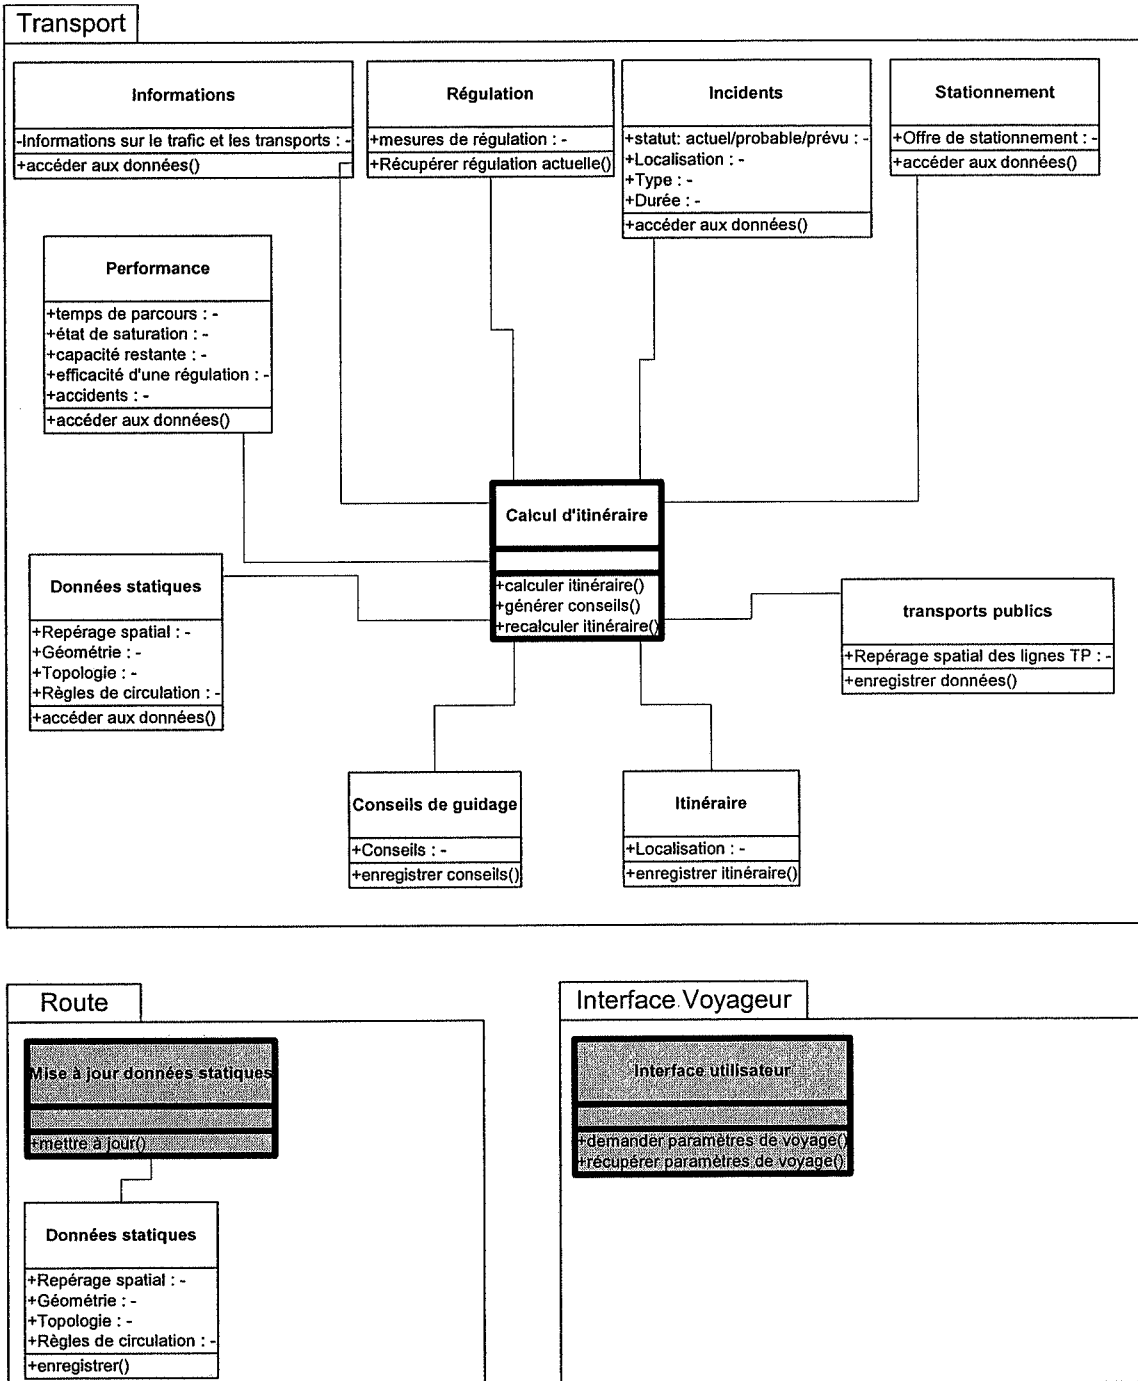 Transport
Informations
-Informations sur le trafic et les transports : -
+accéder aux données()
Régulation
+mesures de régulation : -
+Récupérer régulation actuelle()
Incidents
+statut: actuel/probable/prévu : -
+Localisation : -
+Type : -
+Durée : -
+accéder aux données()
Stationnement
+Offre de stationnement : -
+accéder aux données()
Performance
+temps de parcours : -
+état de saturation : -
+capacité restante : -
+efficacité d'une régulation : -
+accidents : -
+accéder aux données()
Calcul d'itinéraire
+calculer itinéraire()
+générer conseils()
+recalculer itinéraire()
Données statiques
+Repérage spatial : -
+Géométrie : -
+Topologie : -
+Règles de circulation : -
+accéder aux données()
transports publics
+Repérage spatial des lignes TP : -
+enregistrer données()
Conseils de guidage
+Conseils : -
+enregistrer conseils()
Itinéraire
+Localisation : -
+enregistrer itinéraire()
Route
Mise à jour données statiques
+mettre à jour()
Données statiques
+Repérage spatial : -
+Géométrie : -
+Topologie : -
+Règles de circulation : -
+enregistrer()
Interface Voyageur
Interface utilisateur
+demander paramètres de voyage()
+récupérer paramètres de voyage()